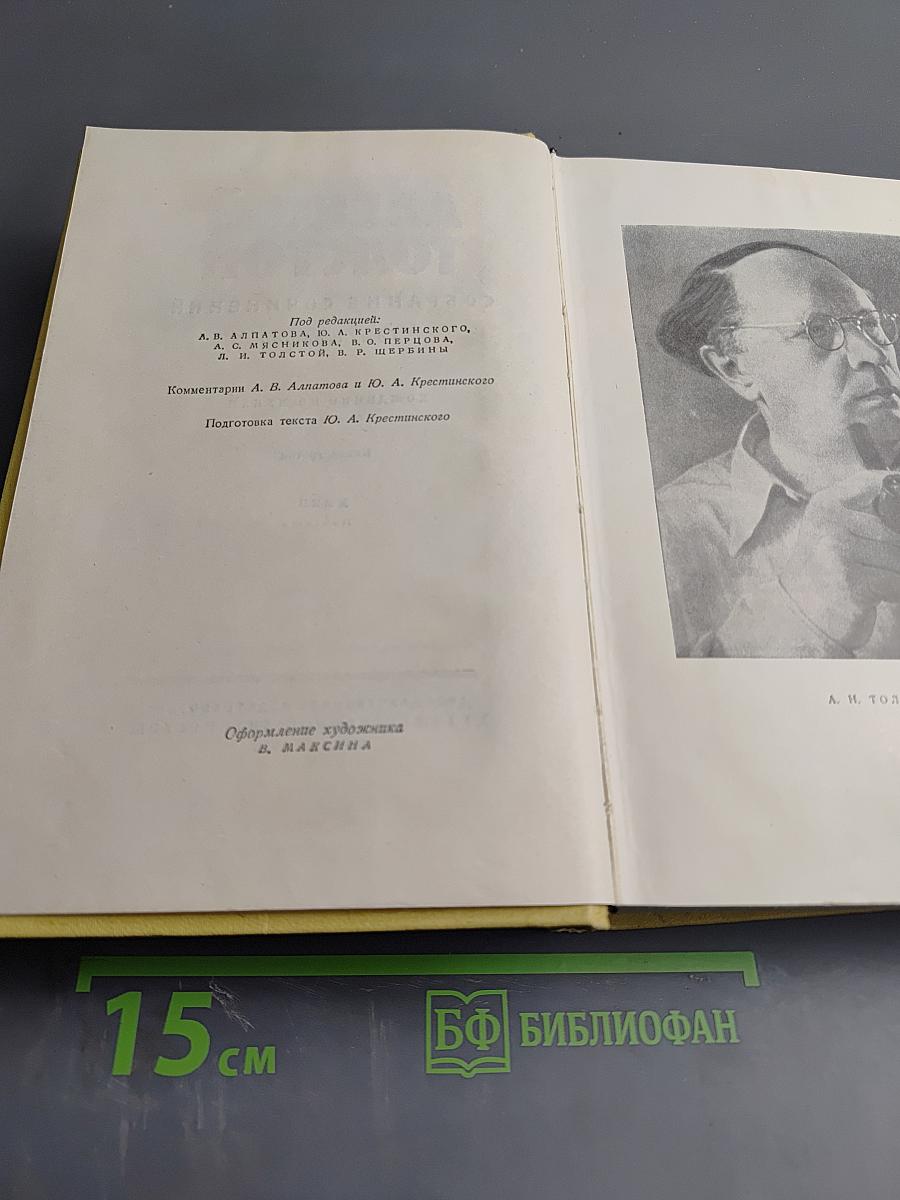 Под редакцией:
А. В. АЛПАТОВА, Ю. А. КРЕСТИНСКОГО,
А. С. МЯСНИКОВА, В. О. ПЕРЦОВА,
Л. И. ТОЛСТОЙ, В. Р. ЩЕРБИНЫ
Комментарии А. В. Алпатова и Ю. А. Крестинского
Подготовка текста Ю. А. Крестинского
Оформление художника
В. МАКСИНА
А. Н. ТОЛ
15 см
БФ БИБЛИОФАН